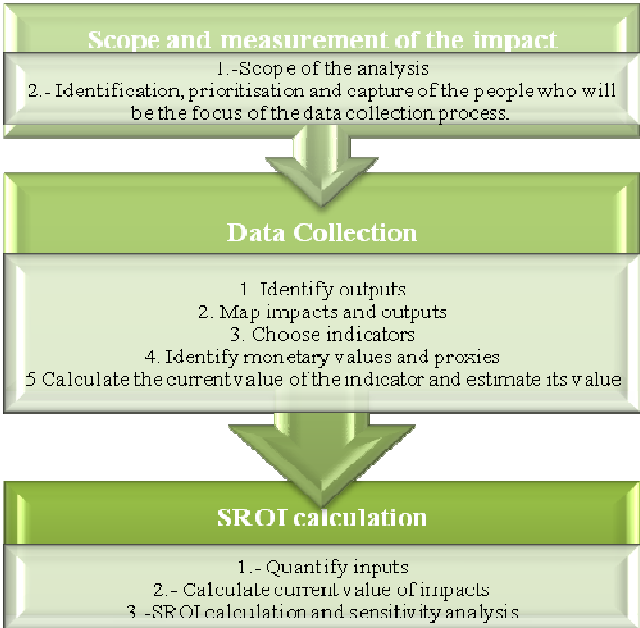 Scope and measurement of the impact
1.-Scope of the analysis
2.- Identification, prioritisation and capture of the people who will
be the focus of the data collection process.
Data Collection
1. Identify outputs
2. Map impacts and outputs
3. Choose indicators
4. Identify monetary values and proxies
5 Calculate the current value of the indicator and estimate its value
SROI calculation
1.- Quantify inputs
2.- Calculate current value of impacts
3.-SROI calculation and sensitivity analysis